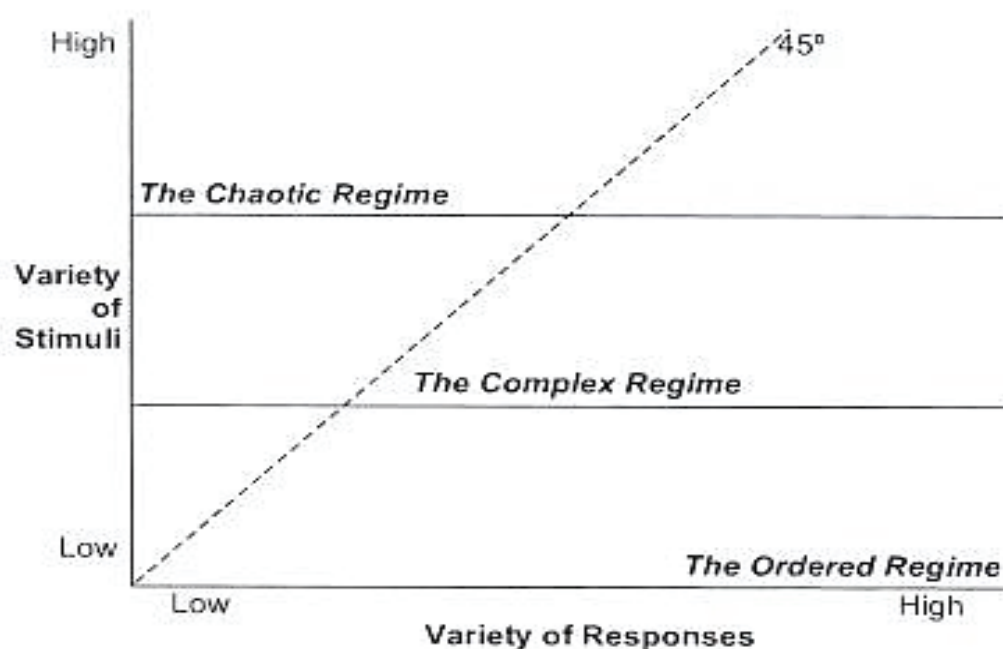 High
45º
The Chaotic Regime
Variety
of
Stimuli
The Complex Regime
Low
The Ordered Regime
Low
High
Variety of Responses